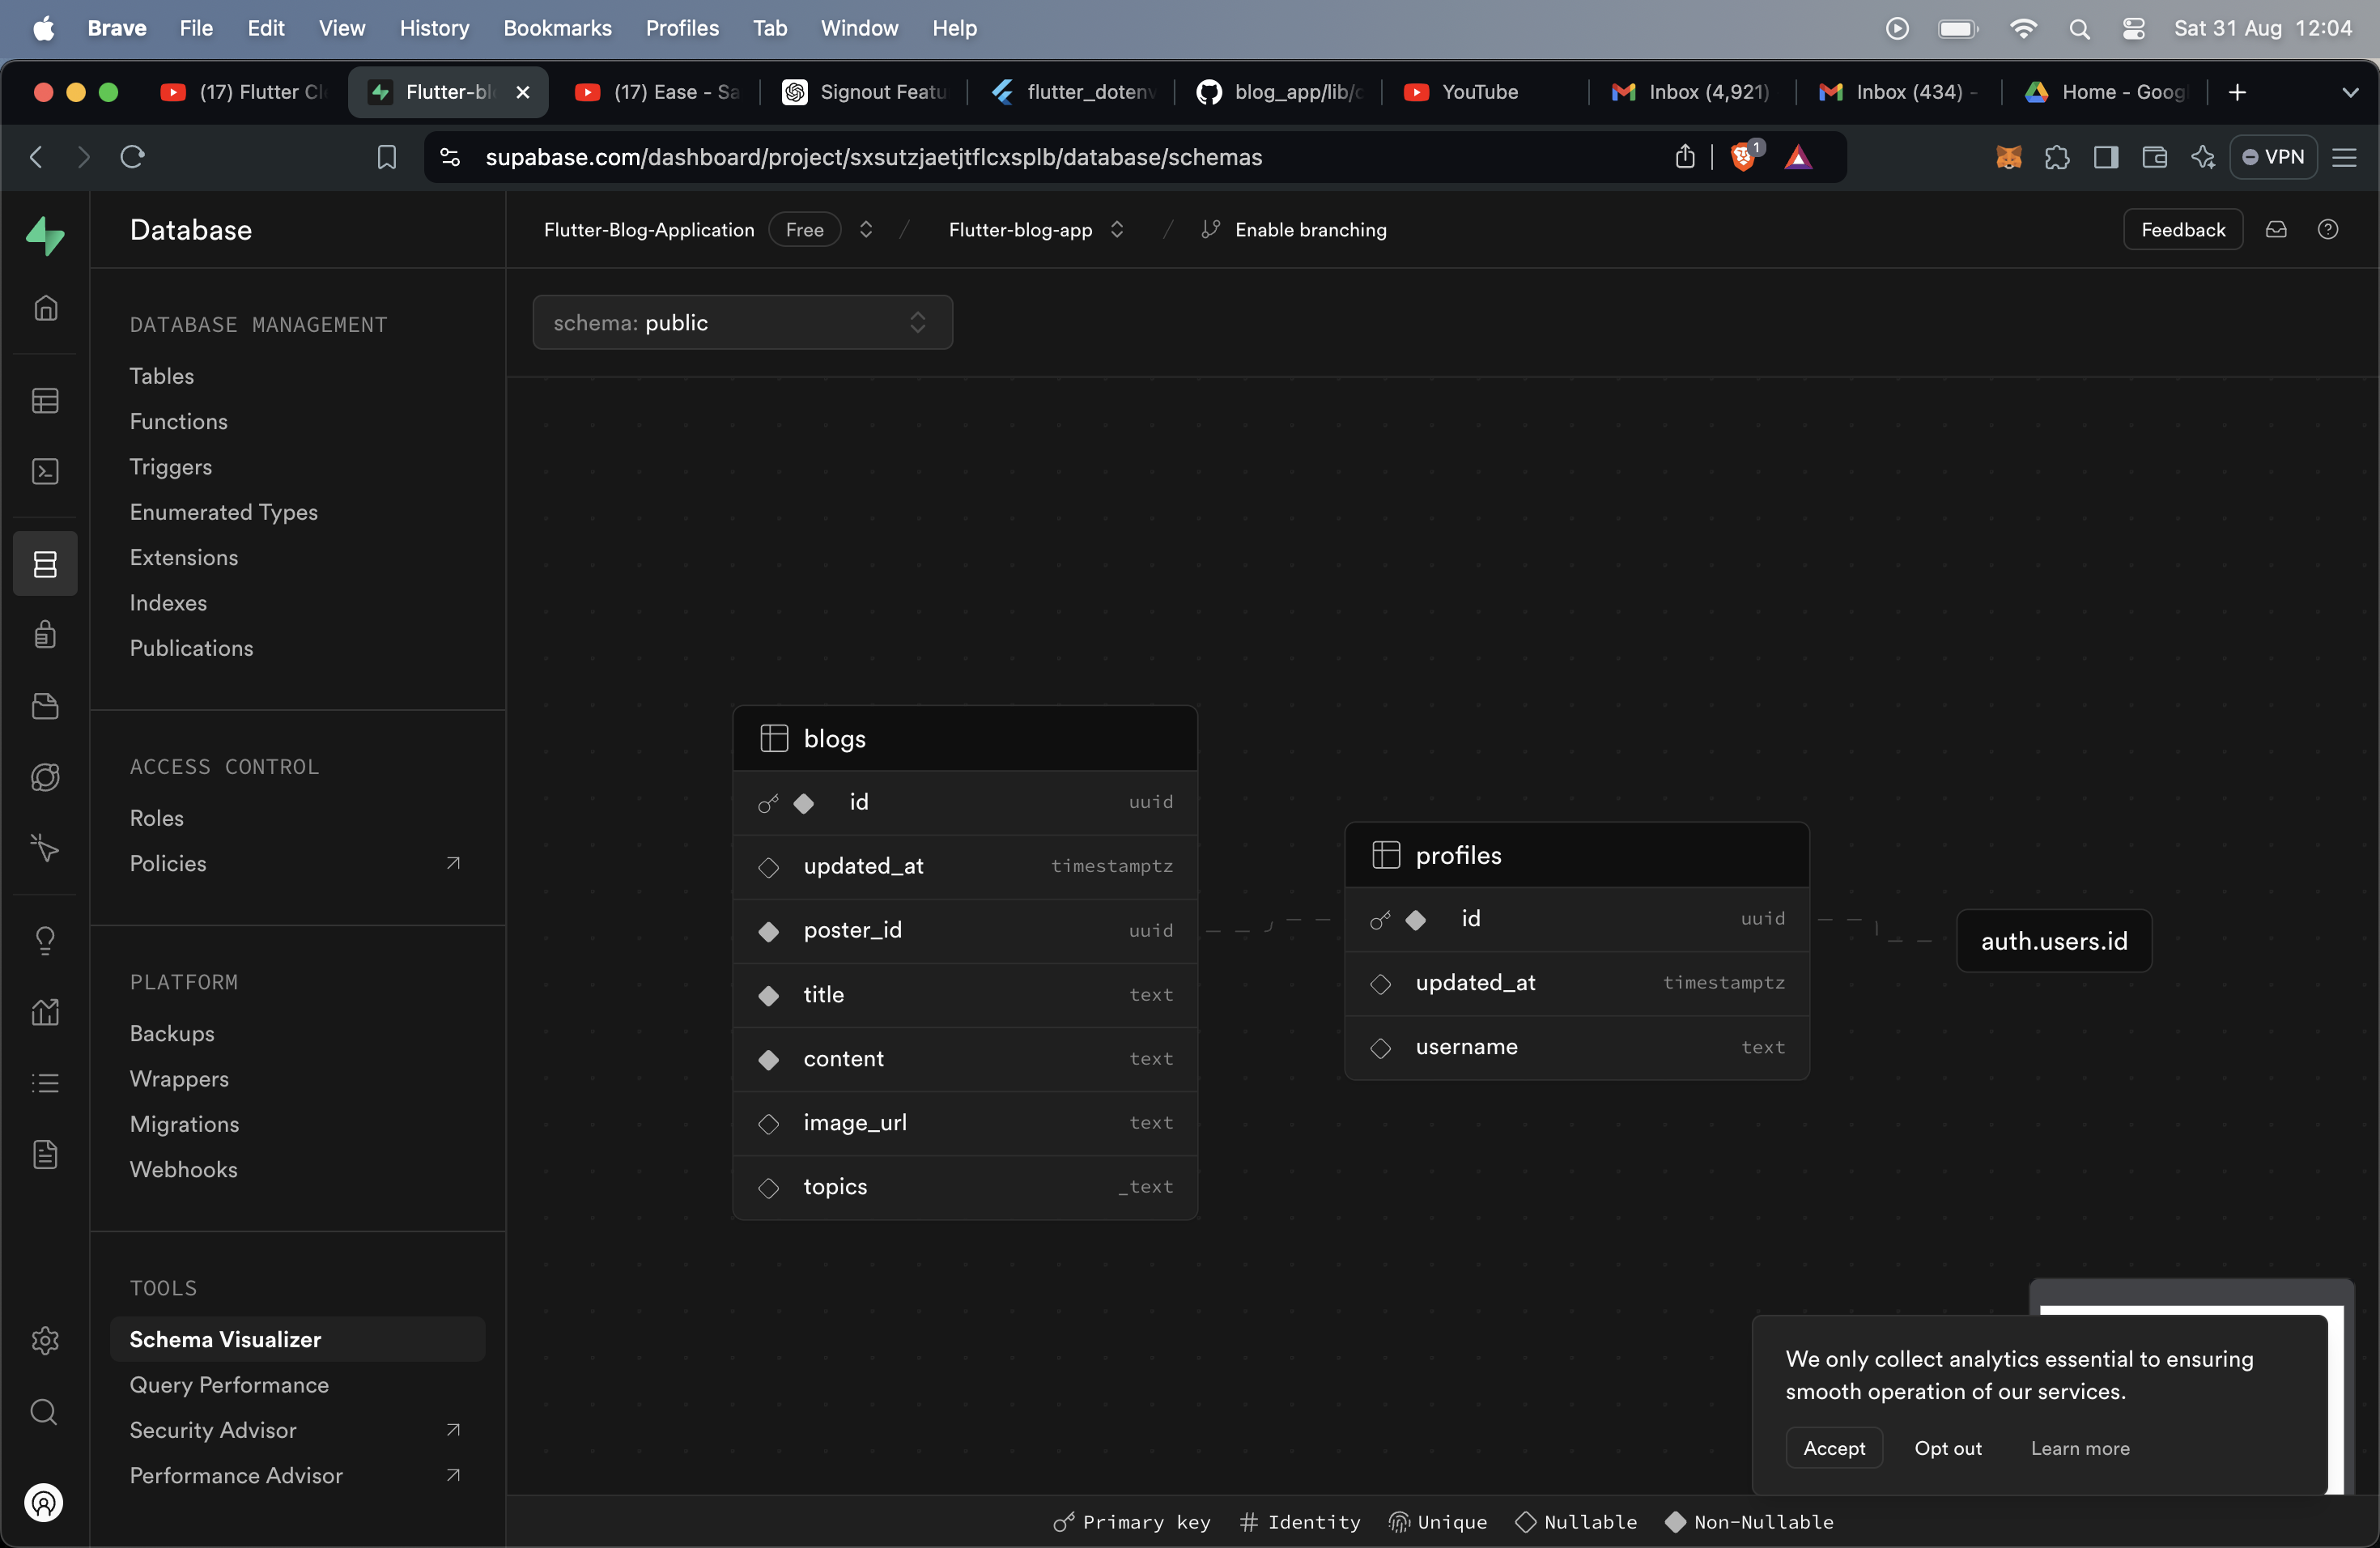 Brave File Edit View History Bookmarks Profiles Tab Window Help Sat 31 Aug 12:04
(17) Flutter Cl Flutter-bl (17) Ease - Sa Signout Featu flutter_dotenv blog_app/lib/c YouTube Inbox (4,921) Inbox (434) - Home - Goog
supabase.com/dashboard/project/sxsutzjaetjtflcxsplb/database/schemas 1 VPN
Database
Flutter-Blog-Application Free / Flutter-blog-app / Enable branching Feedback
schema: public
DATABASE MANAGEMENT
Tables
Functions
Triggers
Enumerated Types
Extensions
Indexes
Publications
ACCESS CONTROL
Roles
Policies
PLATFORM
Backups
Wrappers
Migrations
Webhooks
TOOLS
Schema Visualizer
Query Performance
Security Advisor
Performance Advisor
blogs
id uuid
updated_at timestamptz
poster_id uuid
title text
content text
image_url text
topics _text
profiles
id uuid
updated_at timestamptz
username text
auth.users.id
We only collect analytics essential to ensuring
smooth operation of our services.
Accept Opt out Learn more
Primary key Identity Unique Nullable Non-Nullable